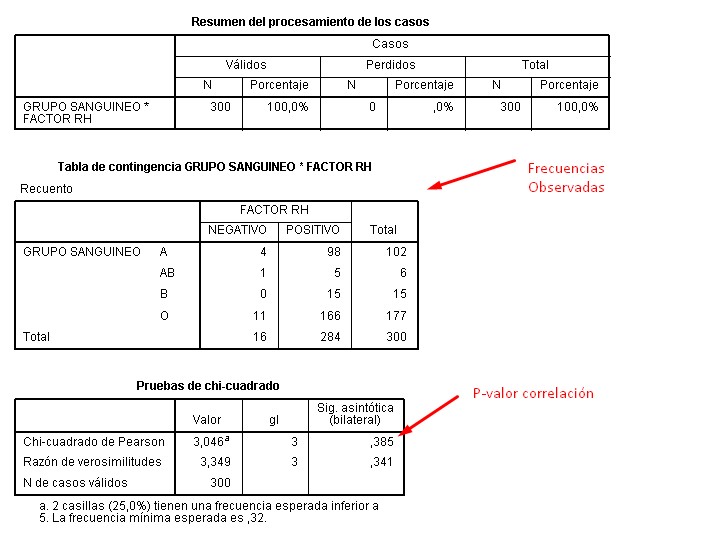 Resumen del procesamiento de los casos
Casos
Válidos Perdidos Total
N Porcentaje N Porcentaje N Porcentaje
GRUPO SANGUINEO * FACTOR RH 300 100,0% 0 ,0% 300 100,0%
Tabla de contingencia GRUPO SANGUINEO * FACTOR RH
Frecuencias
Observadas
Recuento
FACTOR RH
NEGATIVO POSITIVO Total
GRUPO SANGUINEO A 4 98 102
AB 1 5 6
B 0 15 15
O 11 166 177
Total 16 284 300
Pruebas de chi-cuadrado
P-valor correlación
Valor gl Sig. asintótica (bilateral)
Chi-cuadrado de Pearson 3,046a 3 ,385
Razón de verosimilitudes 3,349 3 ,341
N de casos válidos 300
a. 2 casillas (25,0%) tienen una frecuencia esperada inferior a
5. La frecuencia mínima esperada es ,32.